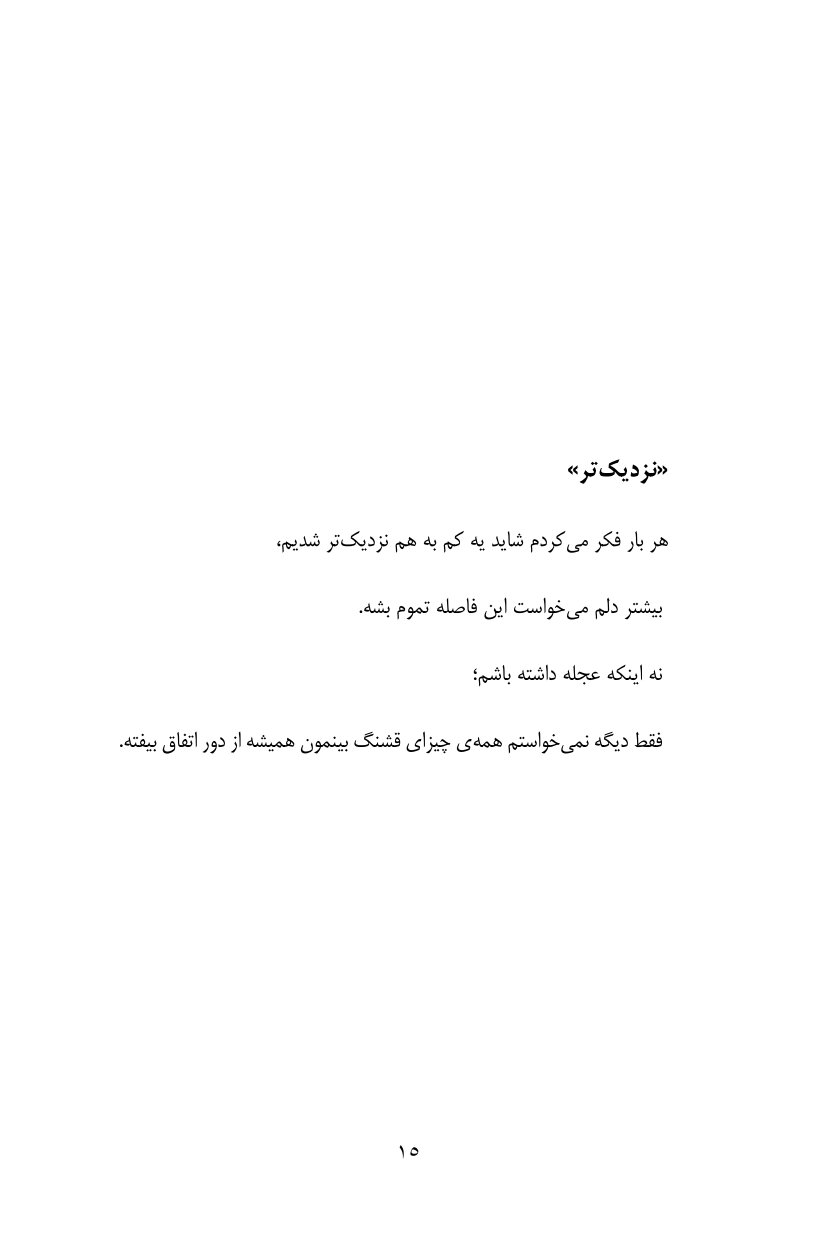 «نزدیک‌تر»
هر بار فکر می‌کردم شاید یه کم به هم نزدیک‌تر شدیم،
بیشتر دلم می‌خواست این فاصله تموم بشه.
نه اینکه عجله داشته باشم؛
فقط دیگه نمی‌خواستم همه‌ی چیزای قشنگ بینمون همیشه از دور اتفاق بیفته.
۱۵